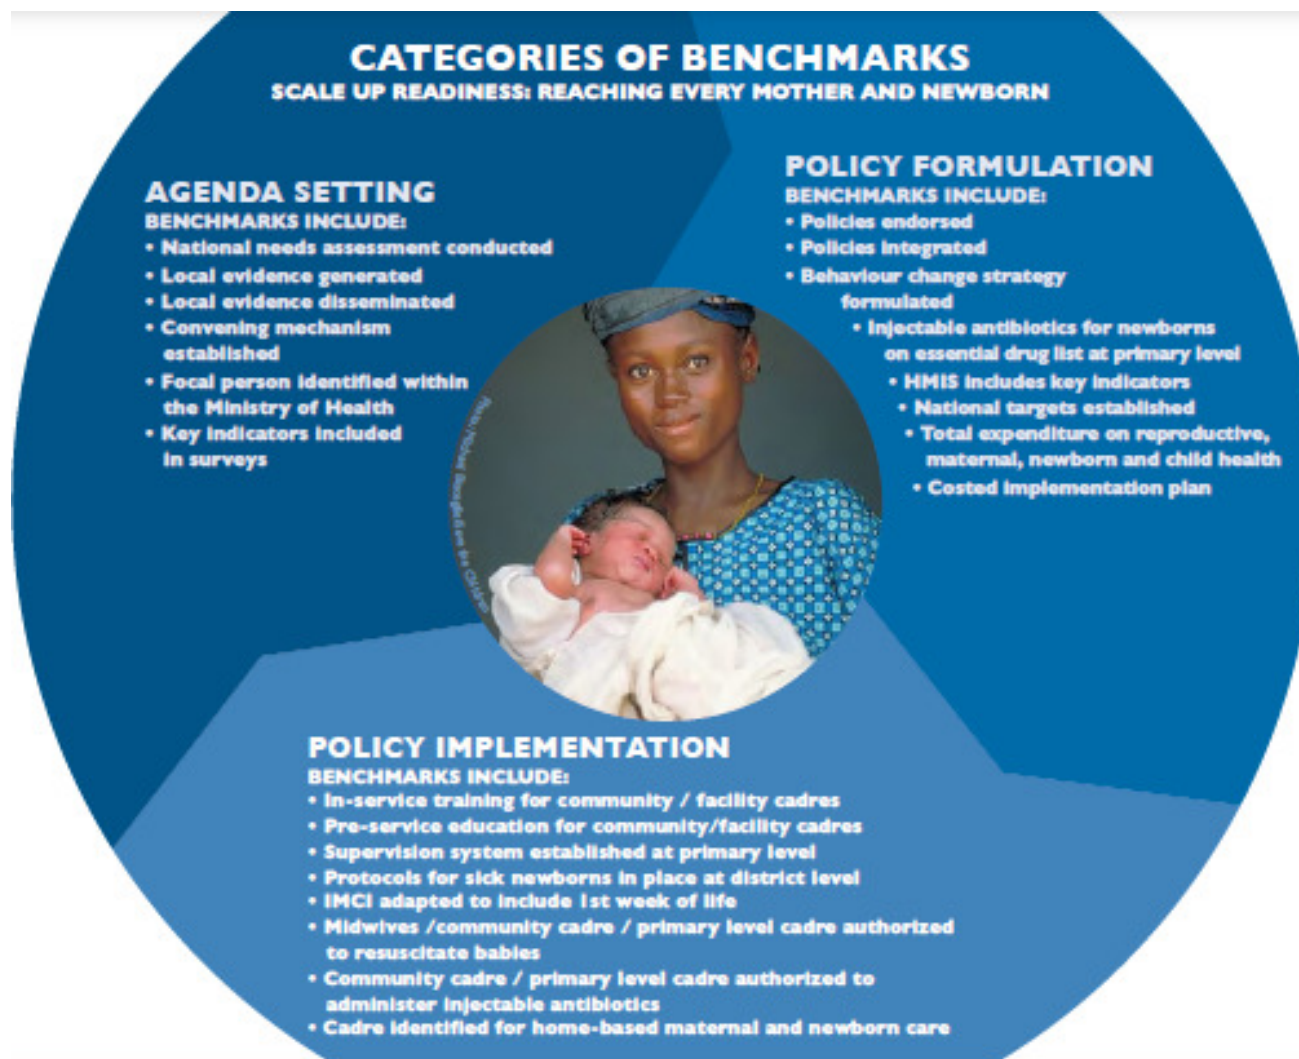 CATEGORIES OF BENCHMARKS
SCALE UP READINESS: REACHING EVERY MOTHER AND NEWBORN
AGENDA SETTING
BENCHMARKS INCLUDE:
• National needs assessment conducted
• Local evidence generated
• Local evidence disseminated
• Convening mechanism
established
• Focal person identified within
the Ministry of Health
• Key indicators included
in surveys
POLICY FORMULATION
BENCHMARKS INCLUDE:
• Policies endorsed
• Policies integrated
• Behaviour change strategy
formulated
• Injectable antibiotics for newborns
on essential drug list at primary level
• HMIS includes key indicators
• National targets established
• Total expenditure on reproductive,
maternal, newborn and child health
• Costed implementation plan
POLICY IMPLEMENTATION
BENCHMARKS INCLUDE:
• In-service training for community / facility cadres
• Pre-service education for community/facility cadres
• Supervision system established at primary level
• Protocols for sick newborns in place at district level
• IMCI adapted to include 1st week of life
• Midwives /community cadre / primary level cadre authorized
to resuscitate babies
• Community cadre / primary level cadre authorized to
administer injectable antibiotics
• Cadre identified for home-based maternal and newborn care